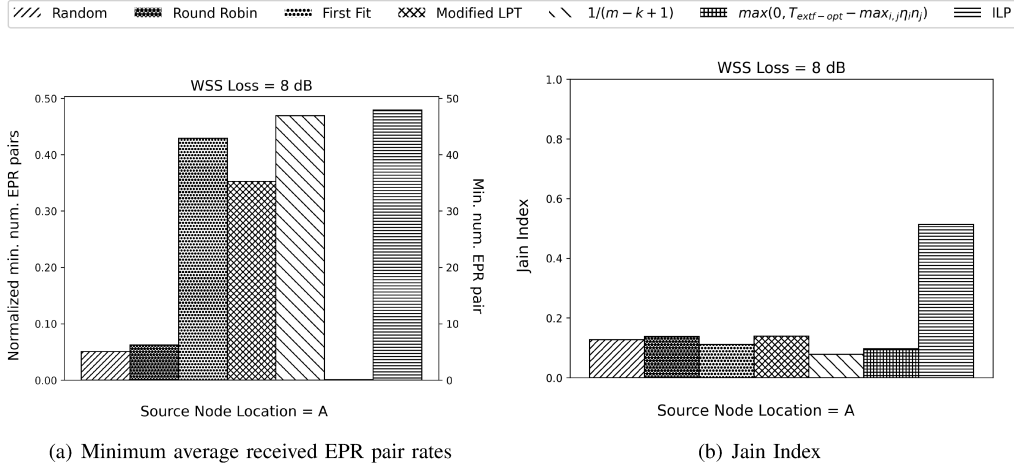 Random Round Robin First Fit Modified LPT 1/(m − k + 1) max(0, T_{extf−opt} − max_{i,j}η_in_j) ILP
WSS Loss = 8 dB
Normalized min. num. EPR pairs
0.50
0.40
0.30
0.20
0.10
0.00
50
40
30
20
10
0
Min. num. EPR pair
Source Node Location = A
(a) Minimum average received EPR pair rates
WSS Loss = 8 dB
Jain Index
1.0
0.8
0.6
0.4
0.2
0.0
Source Node Location = A
(b) Jain Index